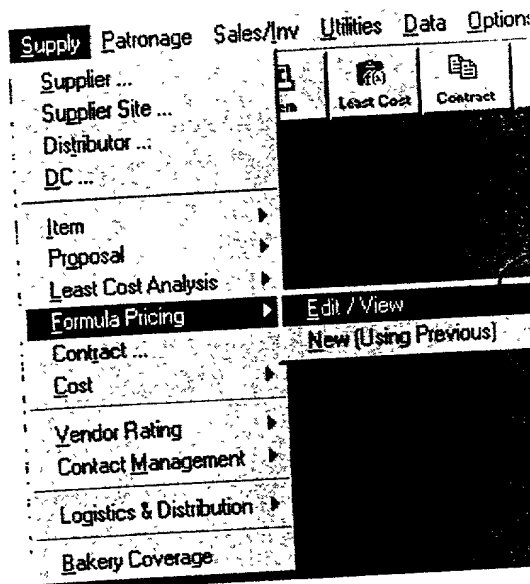 Supply Patronage Sales/Inv Utilities Data Options
Supplier ...
Supplier Site ...
Distributor ...
DC ...
Least Cost
Contract
Item
Proposal
Least Cost Analysis
Formula Pricing
Edit / View
New (Using Previous)
Contract ...
Cost
Vendor Rating
Contact Management
Logistics & Distribution
Bakery Coverage